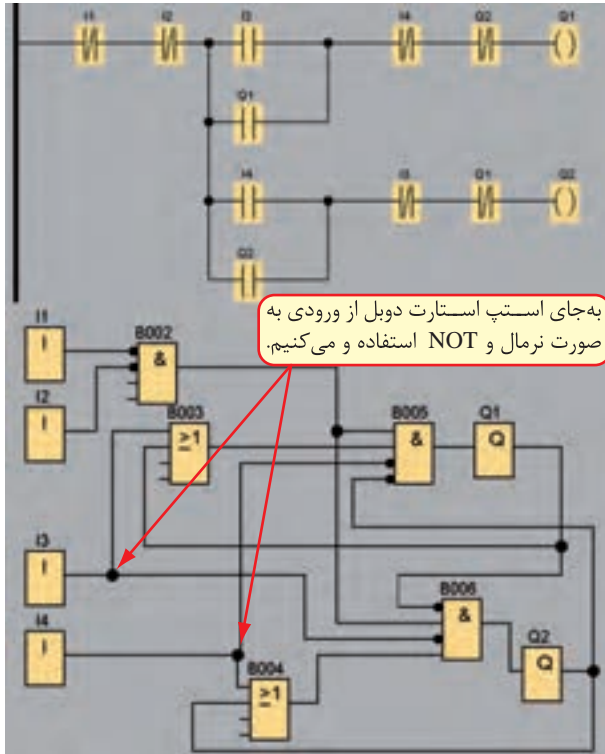 I1 I2 I3 I4 Q2 Q1
Q1
I4 I3 Q1 Q2
Q2
به‌جای استپ استارت دوبل از ورودی به
صورت نرمال و NOT استفاده و می‌کنیم.
I1
I
B002
&
I2
I
B003
≥1
B005
&
Q1
Q
I3
I
I4
I
B006
&
B004
≥1
Q2
Q